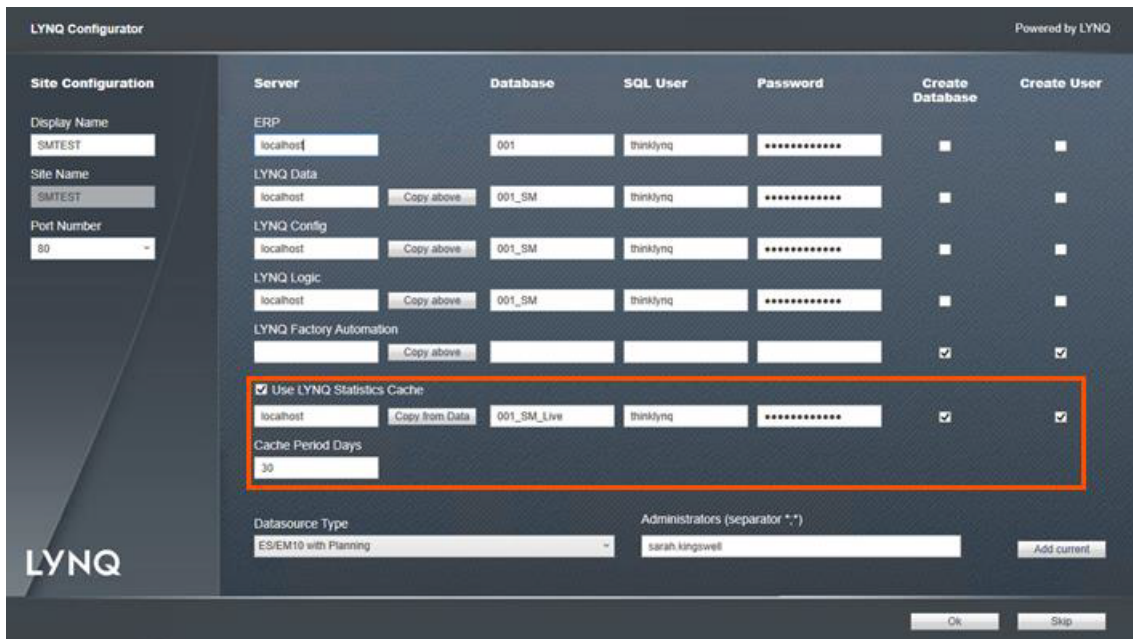 LYNQ Configurator Powered by LYNQ
Site Configuration Server Database SQL User Password Create Database Create User
Display Name ERP
SMTEST localhost 001 thinklynq ••••••••••••
Site Name LYNQ Data
SMTEST localhost Copy above 001_SM thinklynq ••••••••••••
Port Number LYNQ Config
80 localhost Copy above 001_SM thinklynq ••••••••••••
LYNQ Logic
localhost Copy above 001_SM thinklynq ••••••••••••
LYNQ Factory Automation
Copy above
Use LYNQ Statistics Cache
localhost Copy from Data 001_SM_Live thinklynq ••••••••••••
Cache Period Days
30
Datasource Type Administrators (separator ";")
ES/EM10 with Planning sarah.kingswell Add current
LYNQ
Ok Skip